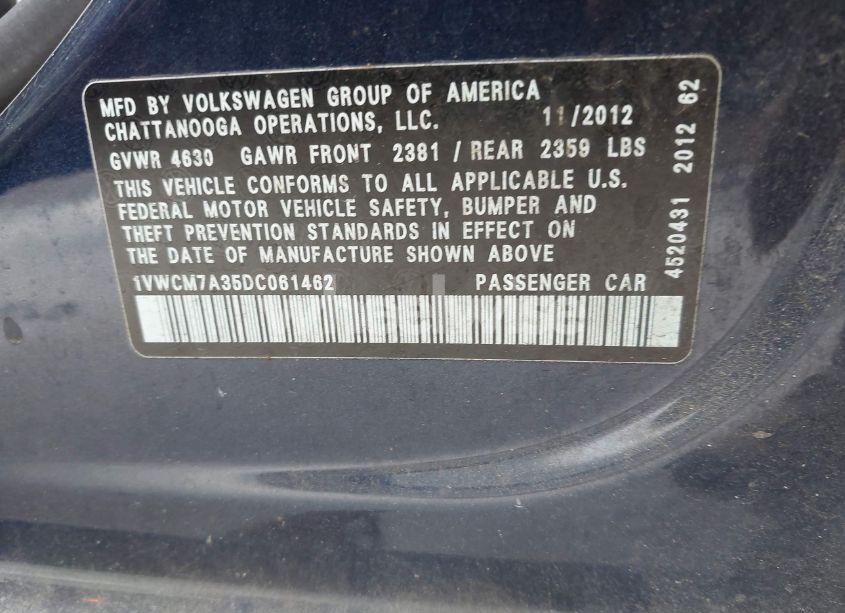 MFD BY VOLKSWAGEN GROUP OF AMERICA
CHATTANOOGA OPERATIONS, LLC. 11/2012
GVWR 4630 GAWR FRONT 2381 / REAR 2359 LBS
THIS VEHICLE CONFORMS TO ALL APPLICABLE U.S.
FEDERAL MOTOR VEHICLE SAFETY, BUMPER AND
THEFT PREVENTION STANDARDS IN EFFECT ON
THE DATE OF MANUFACTURE SHOWN ABOVE
1VWCM7A35DC061462 PASSENGER CAR
4520431 2012 62